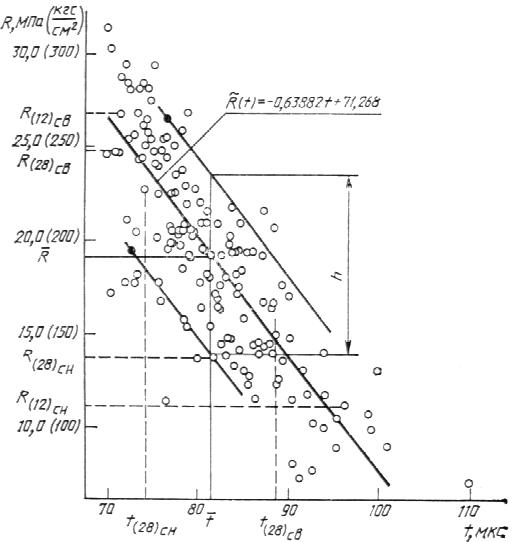 R, МПа (кгс/см²)
30,0 (300)
R(12)св
25,0 (250)
R(28)св
20,0 (200)
R̄
15,0 (150)
R(28)сн
R(12)сн
10,0 (100)
R̃(t)=-0,63882t+71,268
h
70 80 90 100 110
t(28)сн t̄ t(28)св t, мкс